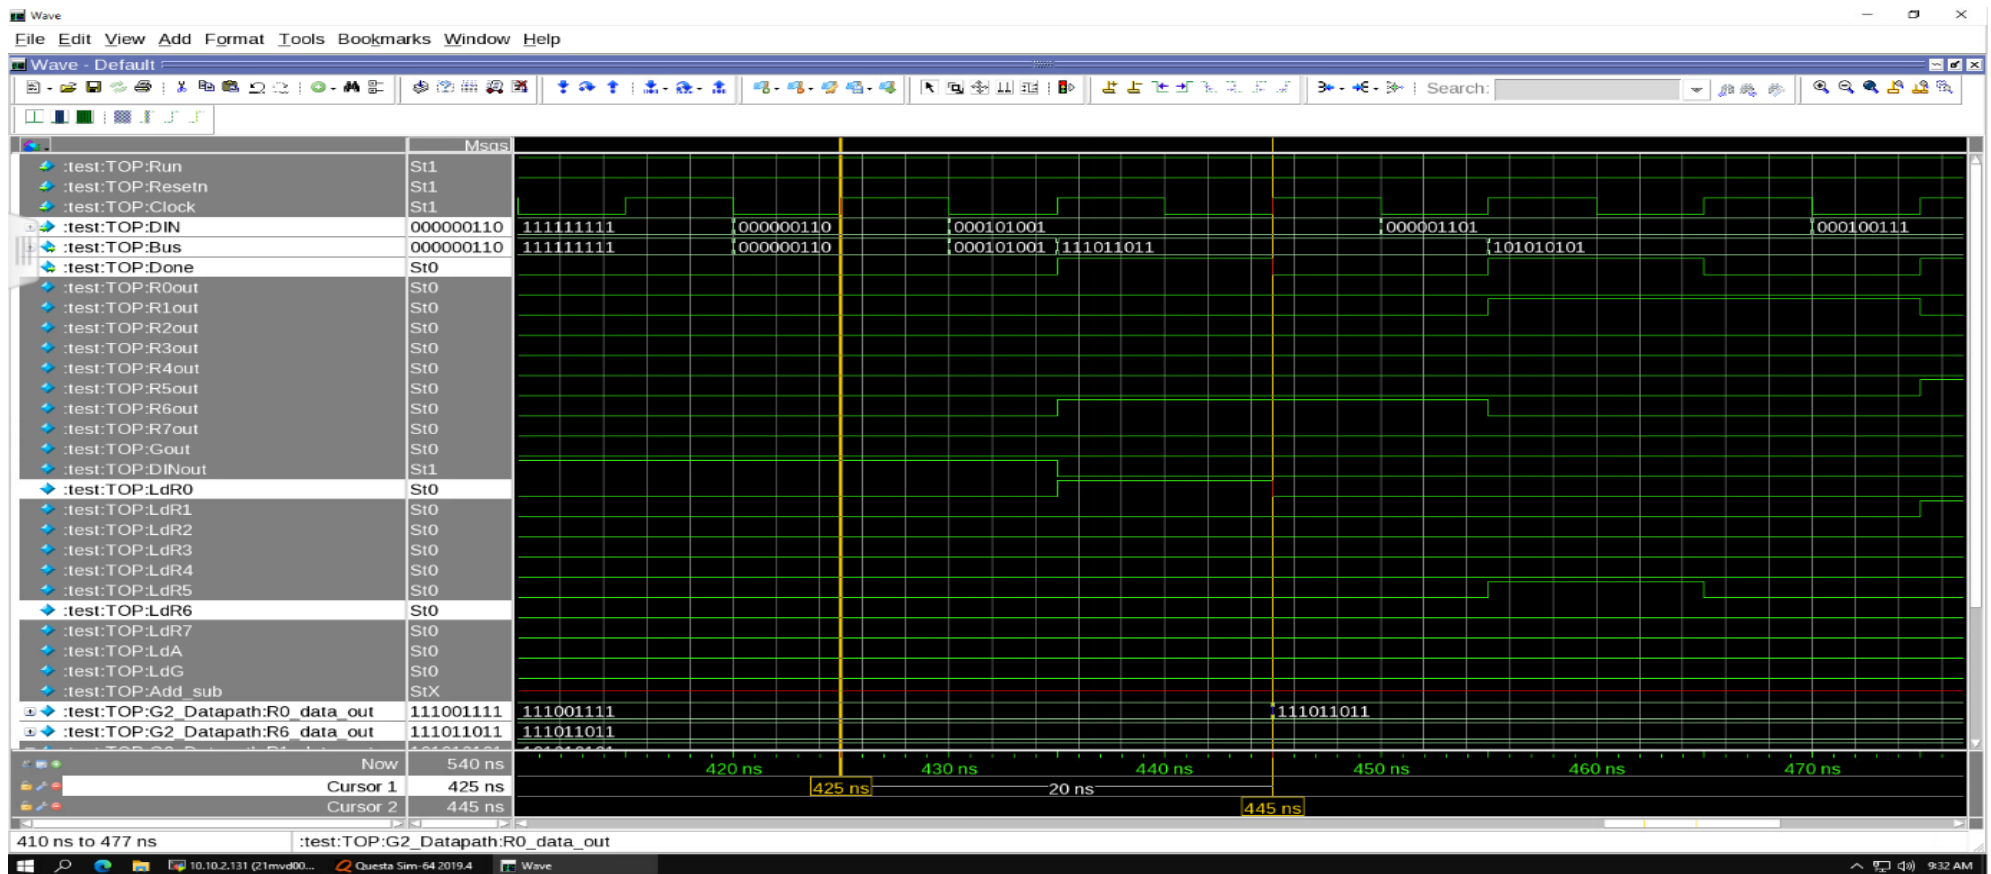 Wave
File Edit View Add Format Tools Bookmarks Window Help
Wave - Default
Search:
Msgs
:test:TOP:Run St1
:test:TOP:Resetn St1
:test:TOP:Clock St1
:test:TOP:DIN 000000110 111111111 000000110 000101001 000001101 000100111
:test:TOP:Bus 000000110 111111111 000000110 000101001 111011011 101010101
:test:TOP:Done St0
:test:TOP:R0out St0
:test:TOP:R1out St0
:test:TOP:R2out St0
:test:TOP:R3out St0
:test:TOP:R4out St0
:test:TOP:R5out St0
:test:TOP:R6out St0
:test:TOP:R7out St0
:test:TOP:Gout St0
:test:TOP:DINout St1
:test:TOP:LdR0 St0
:test:TOP:LdR1 St0
:test:TOP:LdR2 St0
:test:TOP:LdR3 St0
:test:TOP:LdR4 St0
:test:TOP:LdR5 St0
:test:TOP:LdR6 St0
:test:TOP:LdR7 St0
:test:TOP:LdA St0
:test:TOP:LdG St0
:test:TOP:Add_sub StX
:test:TOP:G2_Datapath:R0_data_out 111001111 111001111 111011011
:test:TOP:G2_Datapath:R6_data_out 111011011 111011011
Now 540 ns 420 ns 430 ns 440 ns 450 ns 460 ns 470 ns
Cursor 1 425 ns 425 ns 20 ns
Cursor 2 445 ns 445 ns
410 ns to 477 ns :test:TOP:G2_Datapath:R0_data_out
10.10.2.131 (21mvd00... Questa Sim-64 2019.4 Wave 9:32 AM